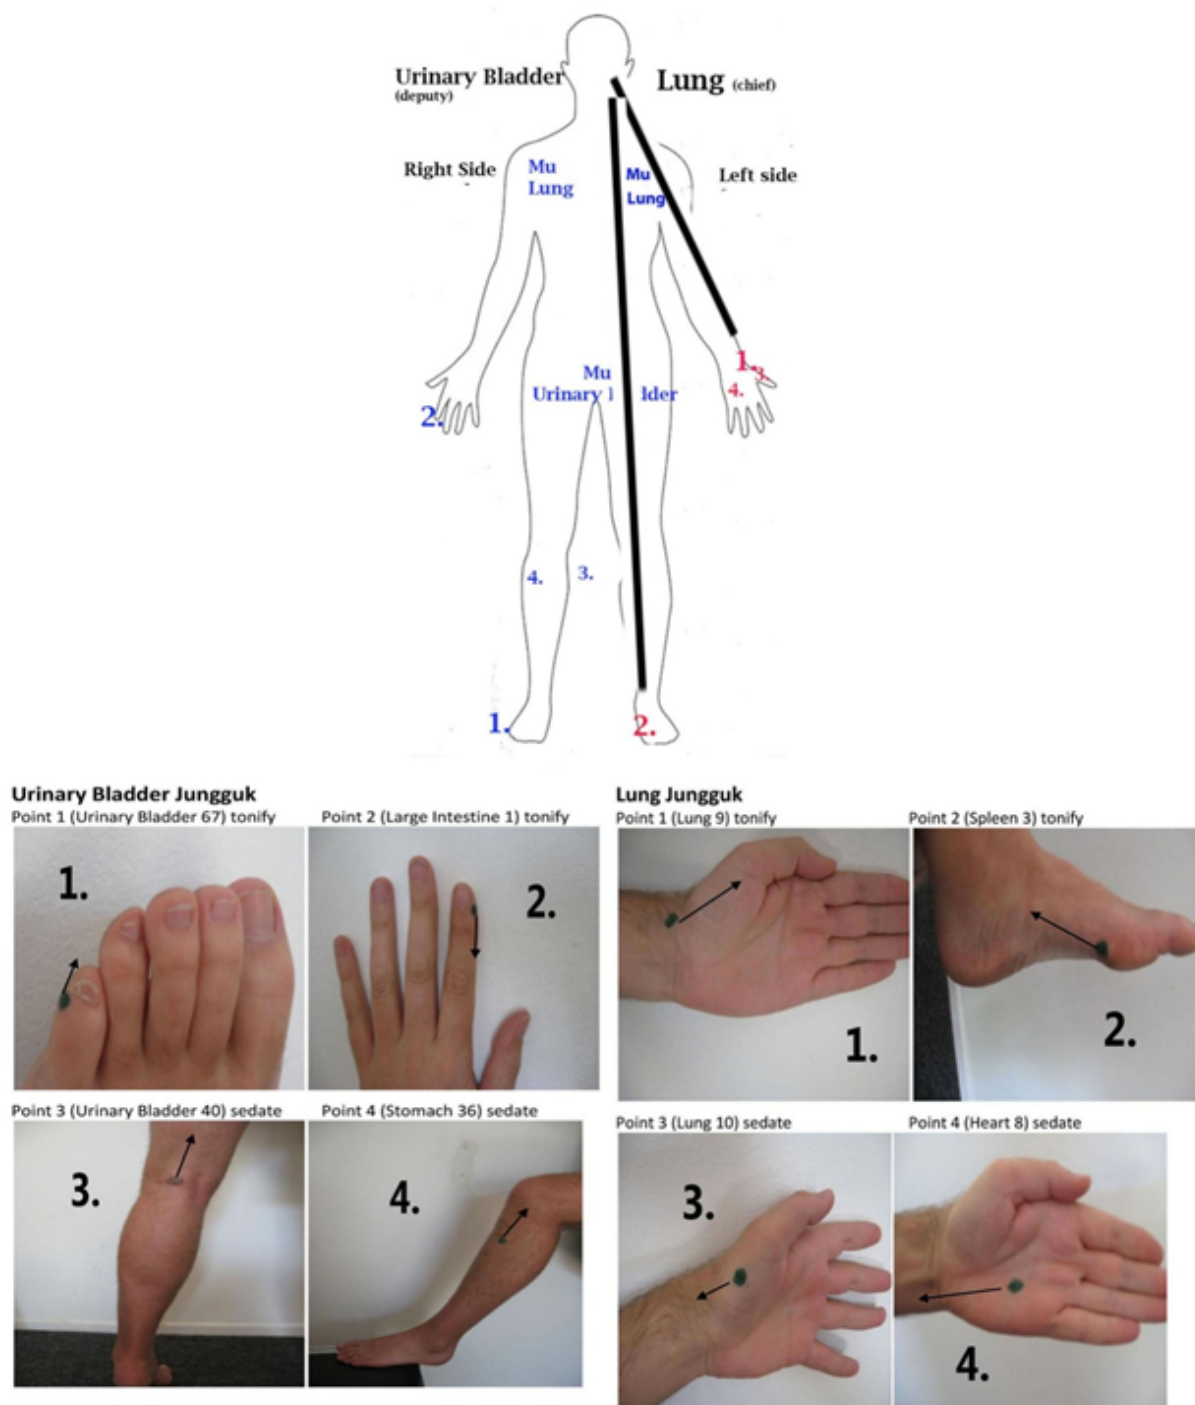 Urinary Bladder
(deputy)
Lung (chief)
Right Side
Mu
Lung
Mu
Lung
Left side
1.
3.
4.
2.
Mu
Urinary l lder
4.
3.
1.
2.
Urinary Bladder Jungguk
Point 1 (Urinary Bladder 67) tonify
Point 2 (Large Intestine 1) tonify
1.
2.
Point 3 (Urinary Bladder 40) sedate
Point 4 (Stomach 36) sedate
3.
4.
Lung Jungguk
Point 1 (Lung 9) tonify
Point 2 (Spleen 3) tonify
1.
2.
Point 3 (Lung 10) sedate
Point 4 (Heart 8) sedate
3.
4.